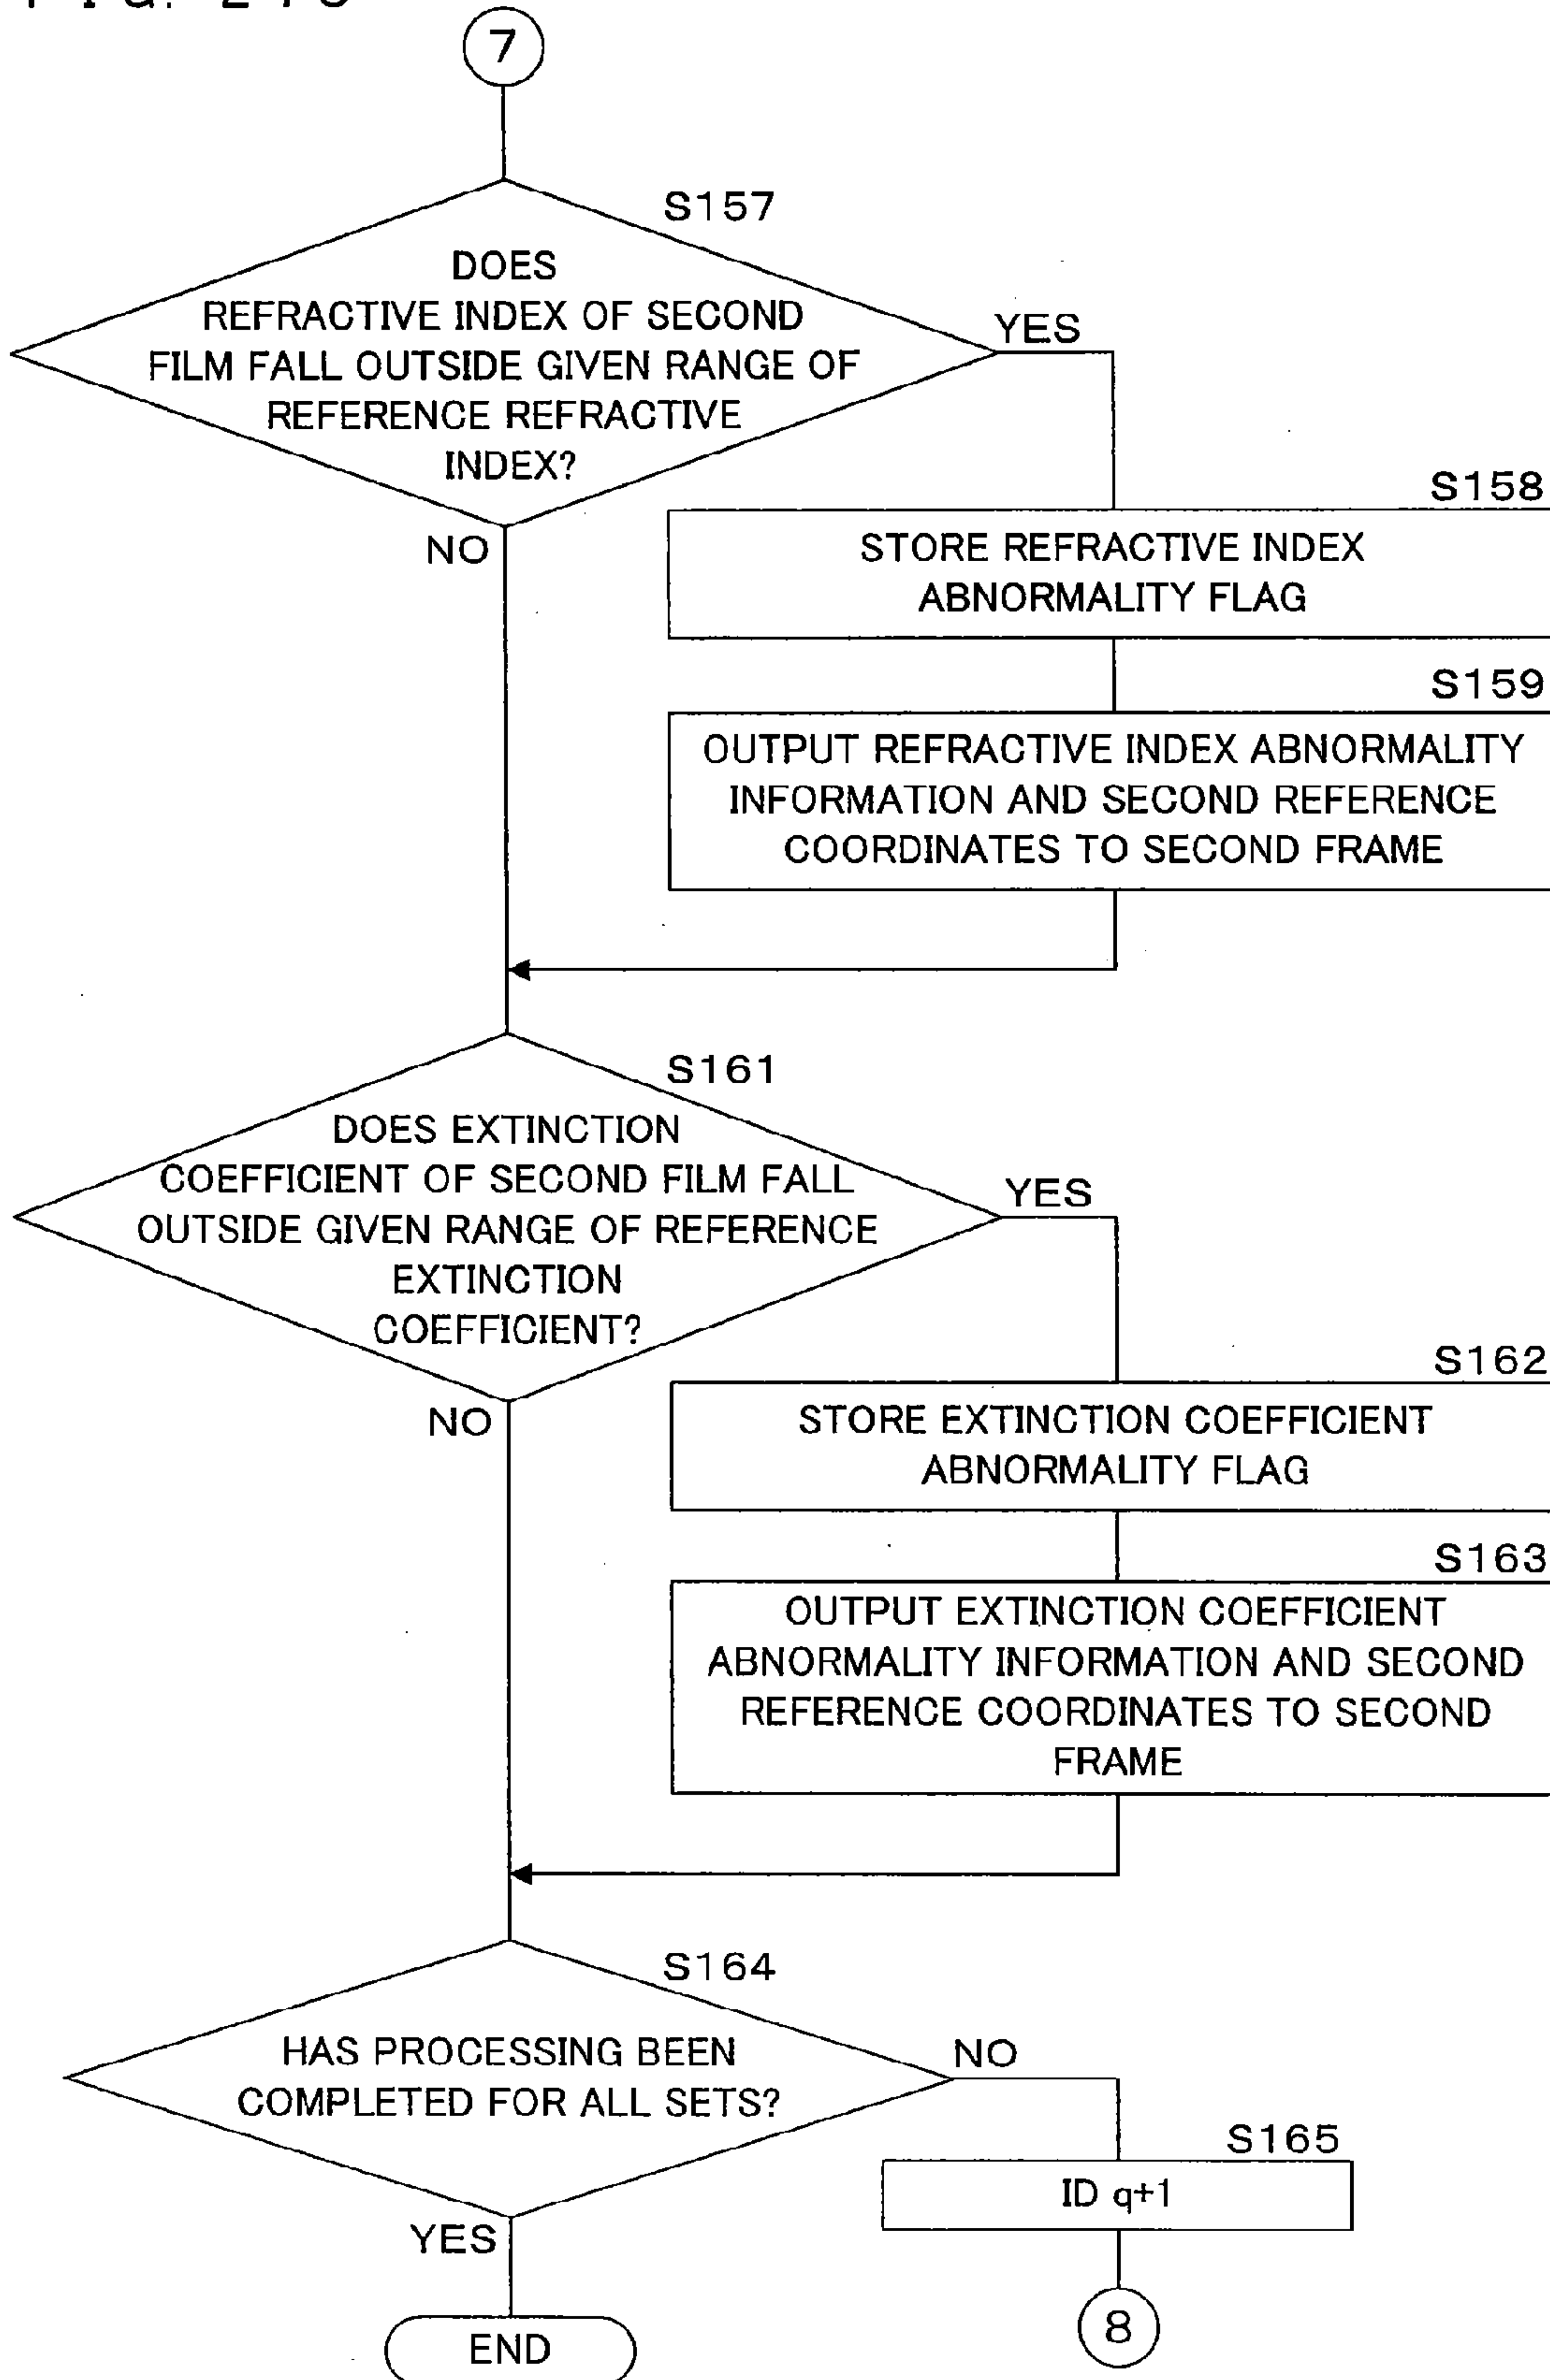 7
S157
DOES
REFRACTIVE INDEX OF SECOND
FILM FALL OUTSIDE GIVEN RANGE OF
REFERENCE REFRACTIVE
INDEX?
YES
NO
S158
STORE REFRACTIVE INDEX
ABNORMALITY FLAG
S159
OUTPUT REFRACTIVE INDEX ABNORMALITY
INFORMATION AND SECOND REFERENCE
COORDINATES TO SECOND FRAME
S161
DOES EXTINCTION
COEFFICIENT OF SECOND FILM FALL
OUTSIDE GIVEN RANGE OF REFERENCE
EXTINCTION
COEFFICIENT?
YES
NO
S162
STORE EXTINCTION COEFFICIENT
ABNORMALITY FLAG
S163
OUTPUT EXTINCTION COEFFICIENT
ABNORMALITY INFORMATION AND SECOND
REFERENCE COORDINATES TO SECOND
FRAME
S164
HAS PROCESSING BEEN
COMPLETED FOR ALL SETS?
NO
S165
ID q+1
YES
END
8